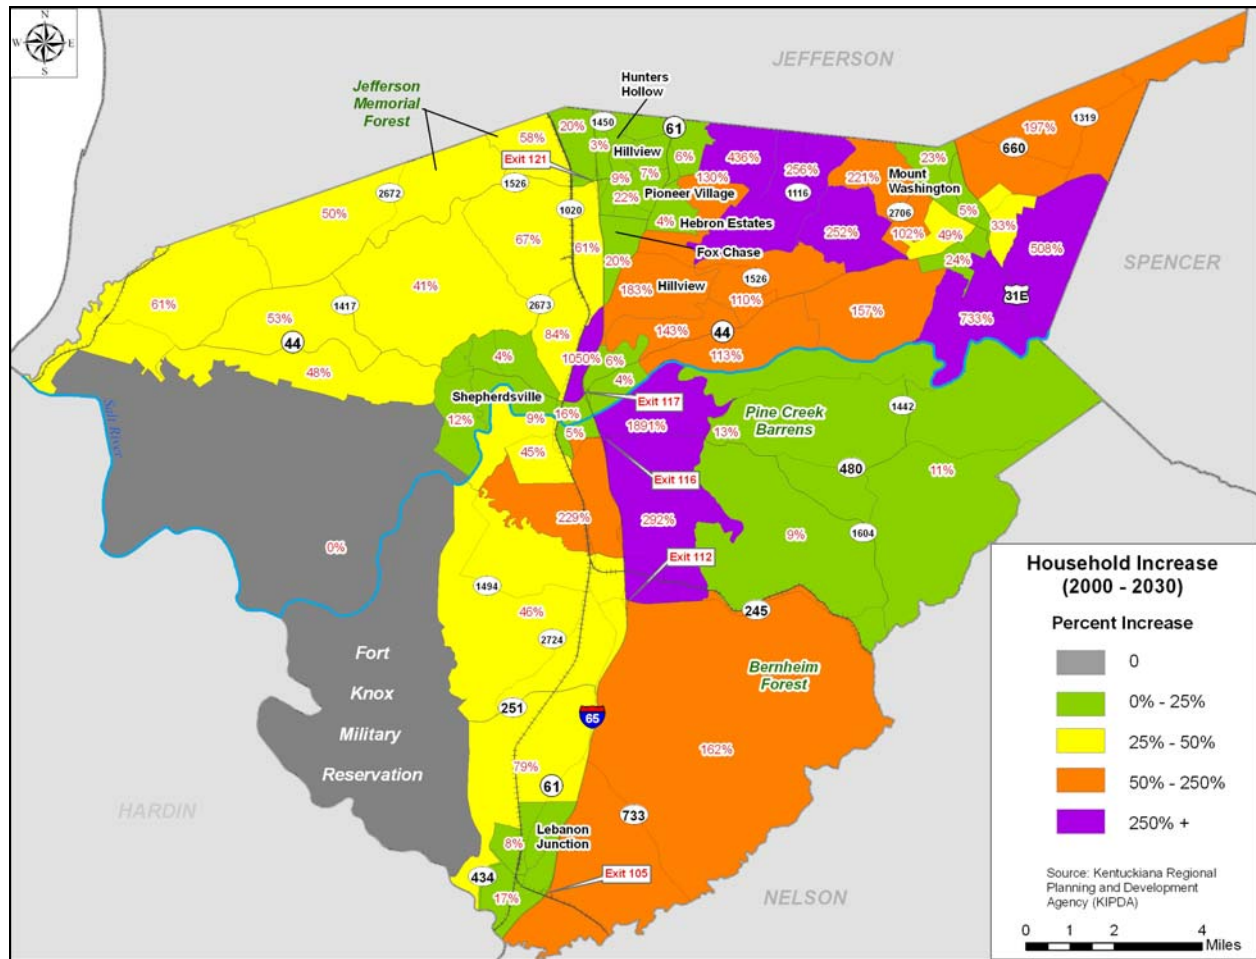 N
W E
S
JEFFERSON
Hunters
Hollow
Jefferson
Memorial
Forest
58%
20%
1450
61
3%
Hillview
6%
436%
256%
23%
197%
1319
660
Exit 121
9%
7%
130%
221%
Mount
Washington
2672
1526
22%
Pioneer Village
1116
50%
1020
4%
Hebron Estates
2706
5%
33%
67%
61%
Fox Chase
252%
102%
49%
508%
20%
24%
SPENCER
61%
41%
183%
Hillview
1526
110%
31E
53%
1417
2673
157%
733%
44
84%
143%
44
48%
4%
1050%
6%
113%
4%
Salt River
Shepherdsville
Exit 117
12%
9%
16%
1442
5%
1891%
13%
Pine Creek
Barrens
45%
480
11%
Exit 116
229%
292%
9%
1604
0%
Exit 112
1494
46%
245
2724
Fort
Knox
Military
Reservation
Bernheim
Forest
251
65
162%
79%
61
HARDIN
733
Lebanon
Junction
8%
434
Exit 105
17%
NELSON
Household Increase
(2000 - 2030)
Percent Increase
0
0% - 25%
25% - 50%
50% - 250%
250% +
Source: Kentuckiana Regional
Planning and Development
Agency (KIPDA)
0 1 2 4
Miles